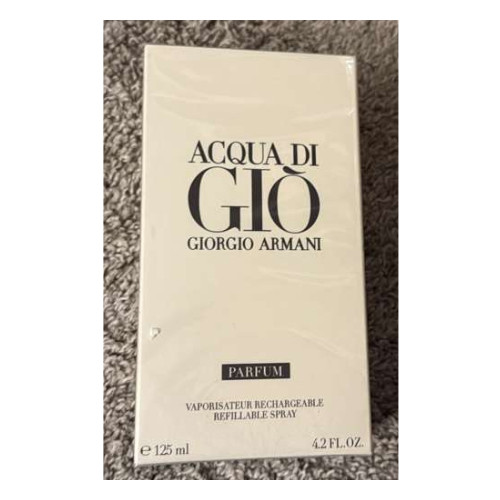 ACQUA DI
GIÒ
GIORGIO ARMANI
PARFUM
VAPORISATEUR RECHARGEABLE
REFILLABLE SPRAY
℮ 125 ml 4.2 FL.OZ.